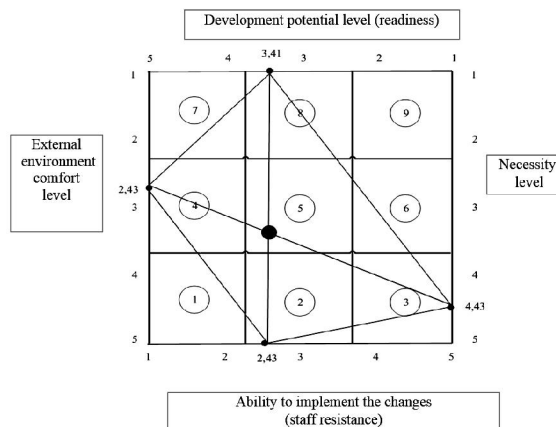 Development potential level (readiness)
5 4 3,41 3 2 1
1 1
7 8 9
External
environment
comfort
level
2 2
Necessity
level
2,43
3 4 5 6 3
4 4
1 2 3 4,43
5 5
1 2 2,43 3 4 5
Ability to implement the changes
(staff resistance)